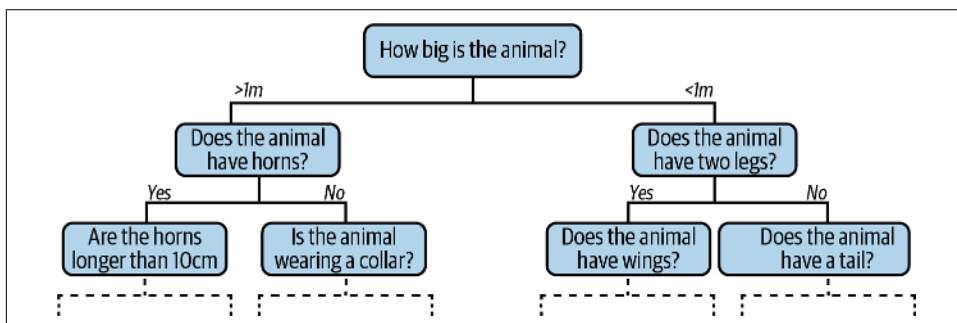 How big is the animal?
>1m
<1m
Does the animal
have horns?
Does the animal
have two legs?
Yes
No
Yes
No
Are the horns
longer than 10cm
Is the animal
wearing a collar?
Does the animal
have wings?
Does the animal
have a tail?